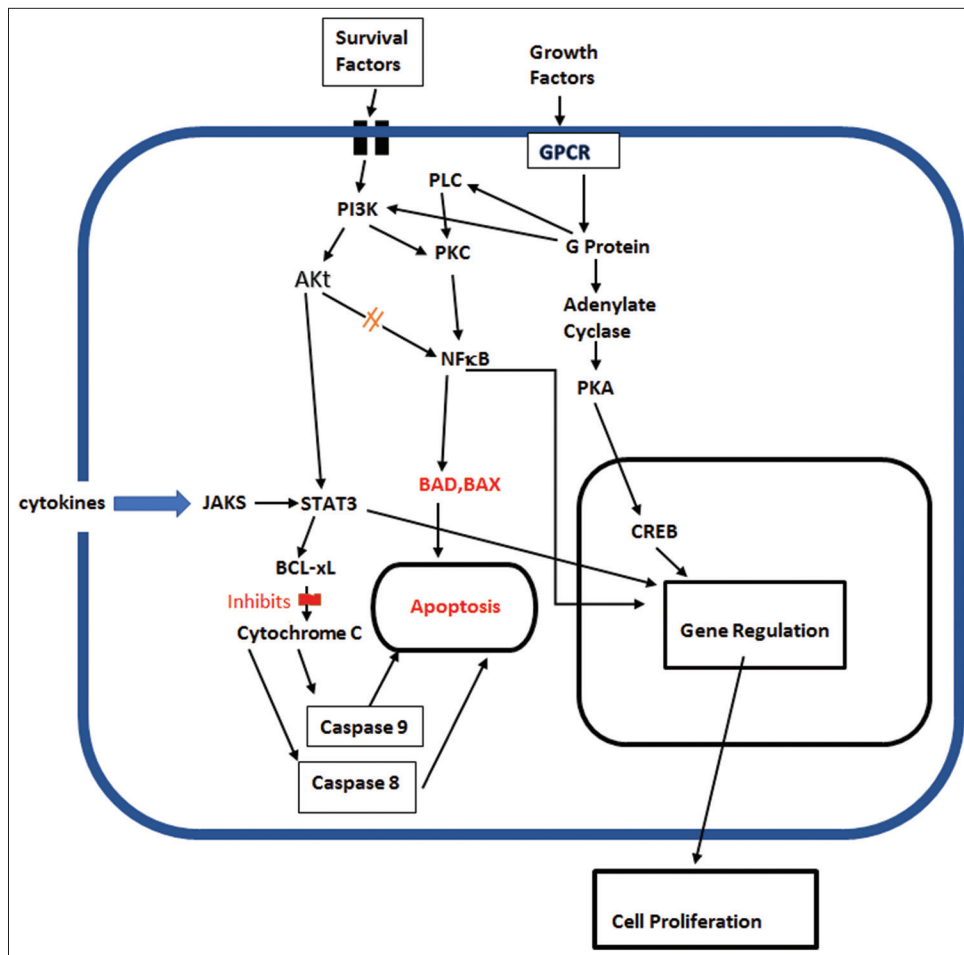 Survival
Factors
Growth
Factors
GPCR
PLC
PI3K
PKC
G Protein
AKt
Adenylate
Cyclase
NFκB
PKA
BAD,BAX
cytokines
JAKS
STAT3
CREB
BCL-xL
Inhibits
Apoptosis
Cytochrome C
Gene Regulation
Caspase 9
Caspase 8
Cell Proliferation